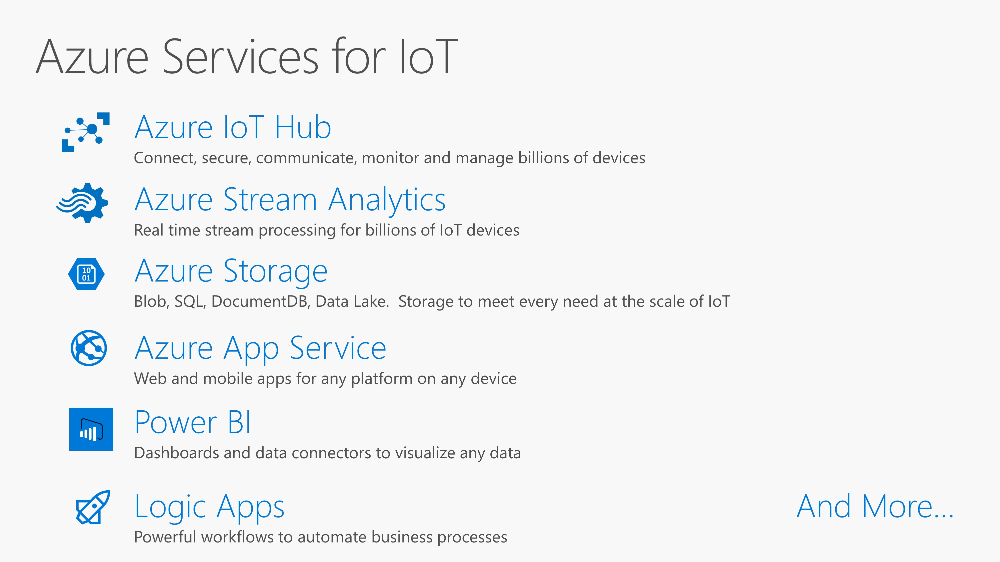 Azure Services for IoT
Azure IoT Hub
Connect, secure, communicate, monitor and manage billions of devices
Azure Stream Analytics
Real time stream processing for billions of IoT devices
10
01
Azure Storage
Blob, SQL, DocumentDB, Data Lake.  Storage to meet every need at the scale of IoT
Azure App Service
Web and mobile apps for any platform on any device
Power BI
Dashboards and data connectors to visualize any data
Logic Apps
Powerful workflows to automate business processes
And More...